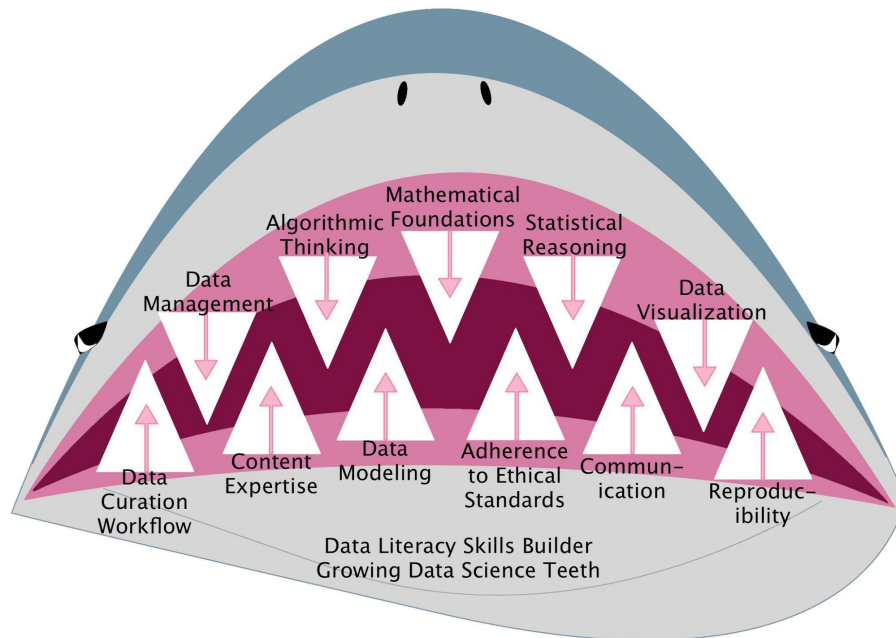 Mathematical
Foundations
Algorithmic
Thinking
Statistical
Reasoning
Data
Management
Data
Visualization
Data
Curation
Workflow
Content
Expertise
Data
Modeling
Adherence
to Ethical
Standards
Commun-
ication
Reproduc-
ibility
Data Literacy Skills Builder
Growing Data Science Teeth